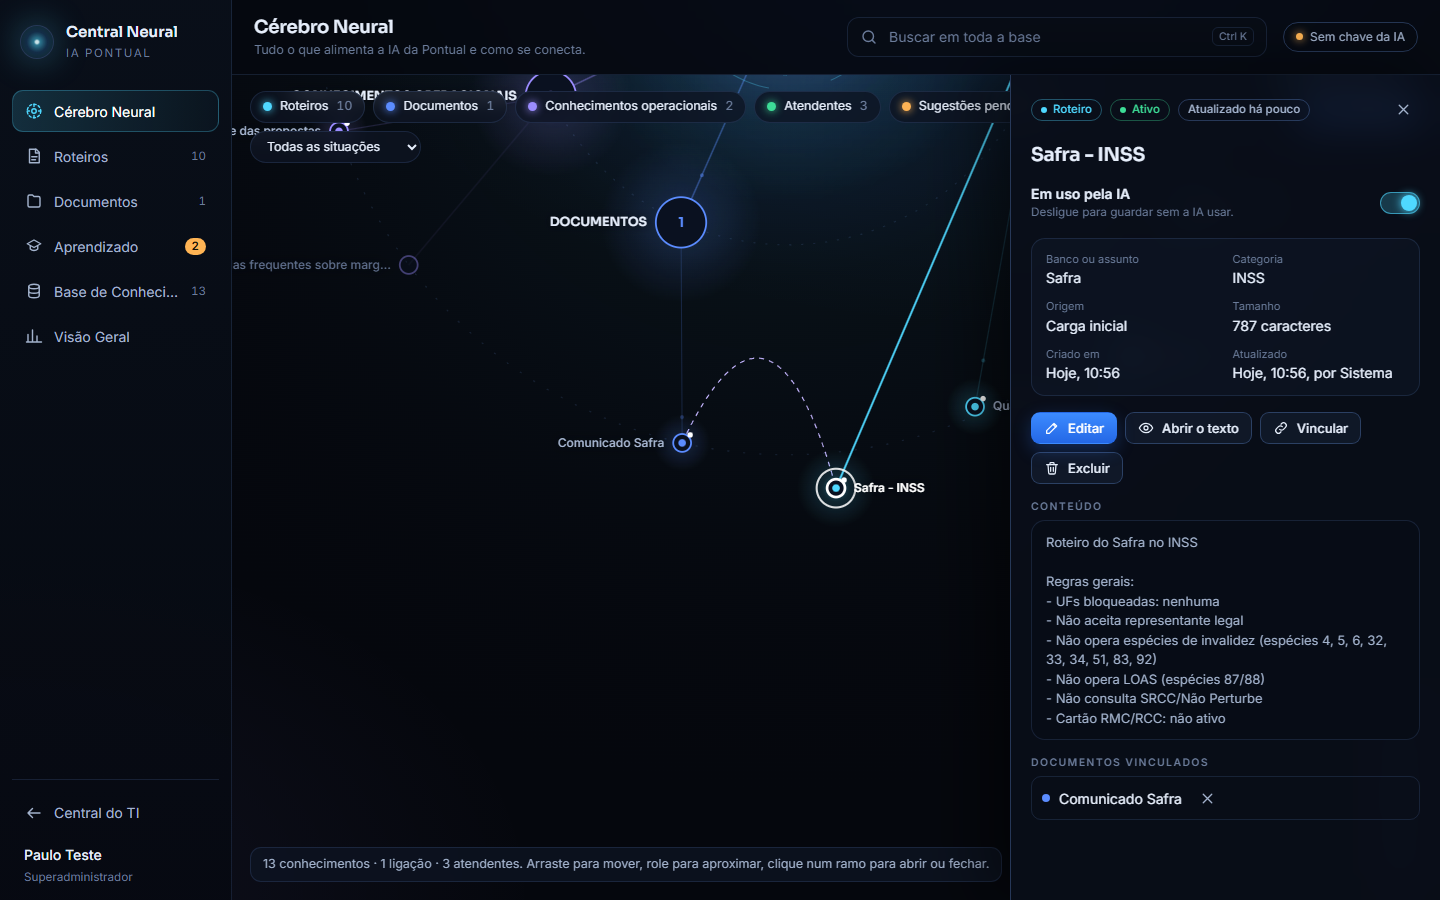 Central Neural
IA PONTUAL
Cérebro Neural
Roteiros 10
Documentos 1
Aprendizado 2
Base de Conheci... 13
Visão Geral
Central do TI
Paulo Teste
Superadministrador
Cérebro Neural
Tudo o que alimenta a IA da Pontual e como se conecta.
Buscar em toda a base Ctrl K
Sem chave da IA
Roteiros 10
Documentos 1
Conhecimentos operacionais 2
Atendentes 3
Sugestões pend
e das propostas
Todas as situações
DOCUMENTOS 1
as frequentes sobre marg...
Comunicado Safra
Safra - INSS
Qu
13 conhecimentos · 1 ligação · 3 atendentes. Arraste para mover, role para aproximar, clique num ramo para abrir ou fechar.
Roteiro Ativo Atualizado há pouco
Safra - INSS
Em uso pela IA
Desligue para guardar sem a IA usar.
Banco ou assunto Categoria
Safra INSS
Origem Tamanho
Carga inicial 787 caracteres
Criado em Atualizado
Hoje, 10:56 Hoje, 10:56, por Sistema
Editar Abrir o texto Vincular
Excluir
CONTEÚDO
Roteiro do Safra no INSS
Regras gerais:
- UFs bloqueadas: nenhuma
- Não aceita representante legal
- Não opera espécies de invalidez (espécies 4, 5, 6, 32,
33, 34, 51, 83, 92)
- Não opera LOAS (espécies 87/88)
- Não consulta SRCC/Não Perturbe
- Cartão RMC/RCC: não ativo
DOCUMENTOS VINCULADOS
Comunicado Safra